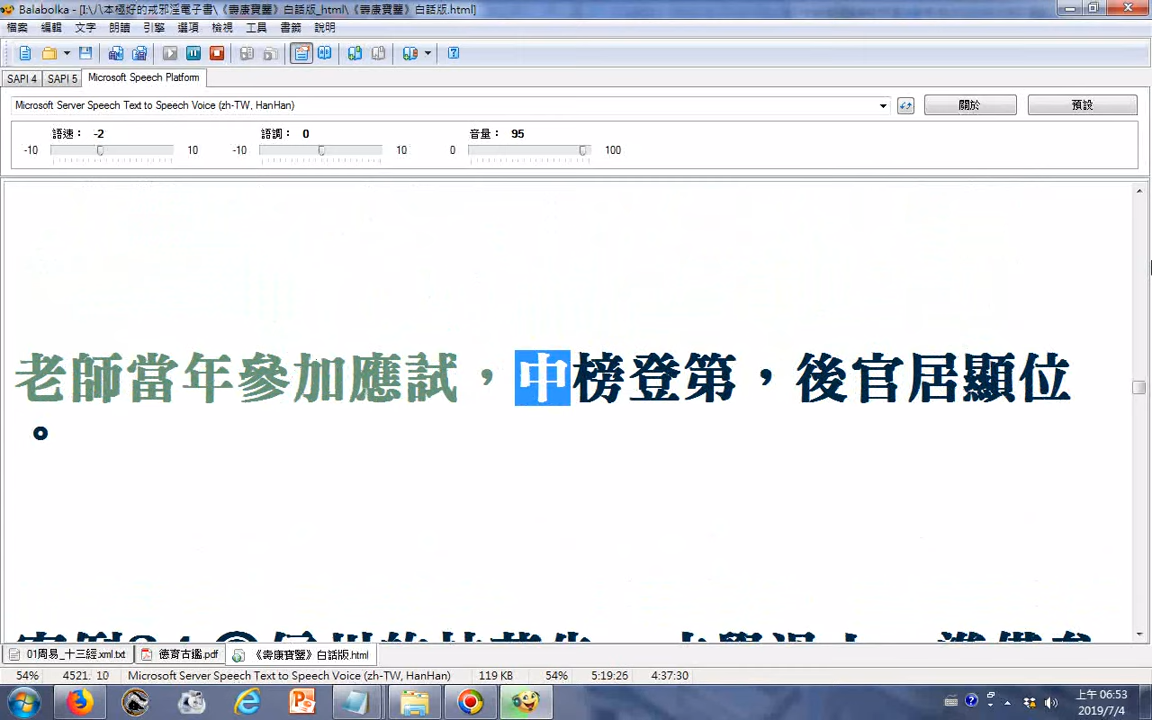 Balabolka - [I:\八本極好的戒邪淫電子書\《壽康寶鑒》白話版_html\《壽康寶鑒》白話版.html]
檔案 編輯 文字 朗讀 引擎 選項 檢視 工具 書籤 說明
SAPI 4 SAPI 5 Microsoft Speech Platform
Microsoft Server Speech Text to Speech Voice (zh-TW, HanHan) 關於 預設
語速： -2 語調： 0 音量： 95
-10 10 -10 10 0 100
老師當年參加應試，中榜登第，後官居顯位
。
01周易_十三經.xml.txt 德育古鑑.pdf 《壽康寶鑒》白話版.html
54% 4521: 10 Microsoft Server Speech Text to Speech Voice (zh-TW, HanHan) 119 KB 54% 5:19:26 4:37:30
上午 06:53
2019/7/4